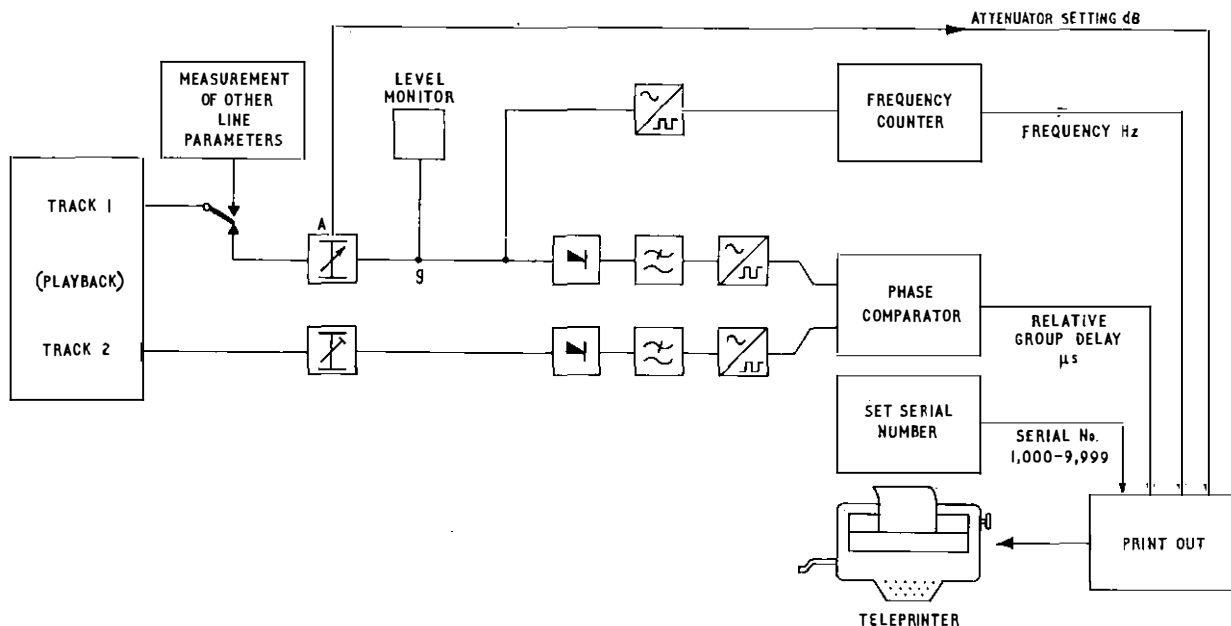 ATTENUATOR SETTING dB
MEASUREMENT
OF OTHER
LINE
PARAMETERS
LEVEL
MONITOR
FREQUENCY
COUNTER
FREQUENCY Hz
TRACK 1
A
g
(PLAYBACK)
PHASE
COMPARATOR
RELATIVE
GROUP DELAY
μs
TRACK 2
SET SERIAL
NUMBER
SERIAL No.
1,000-9,999
PRINT OUT
TELEPRINTER